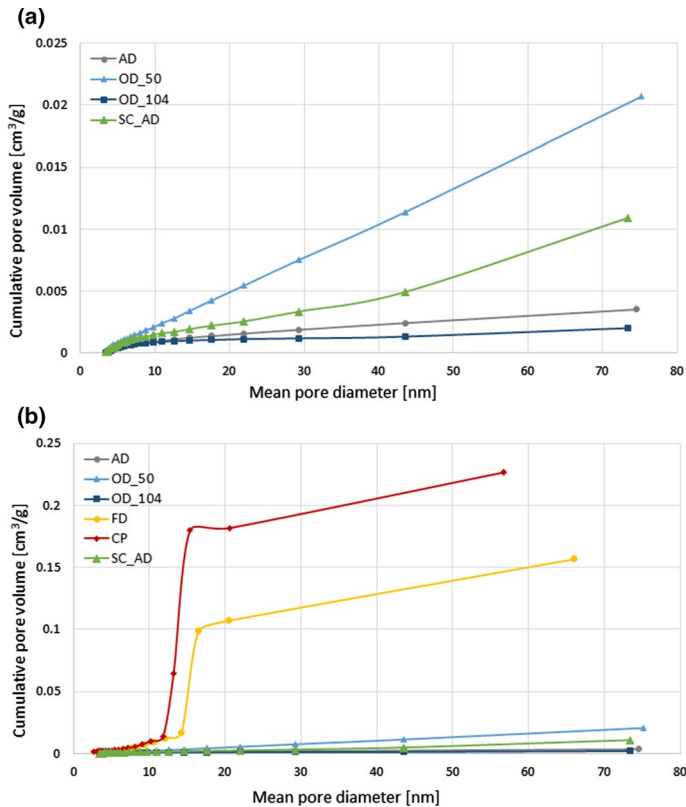 (a)
0.025
0.02
0.015
0.01
0.005
0
AD
OD_50
OD_104
SC_AD
Cumulative pore volume [cm³/g]
0 10 20 30 40 50 60 70 80
Mean pore diameter [nm]
(b)
0.25
0.2
0.15
0.1
0.05
0
AD
OD_50
OD_104
FD
CP
SC_AD
Cumulative pore volume [cm³/g]
0 10 20 30 40 50 60 70 80
Mean pore diameter [nm]